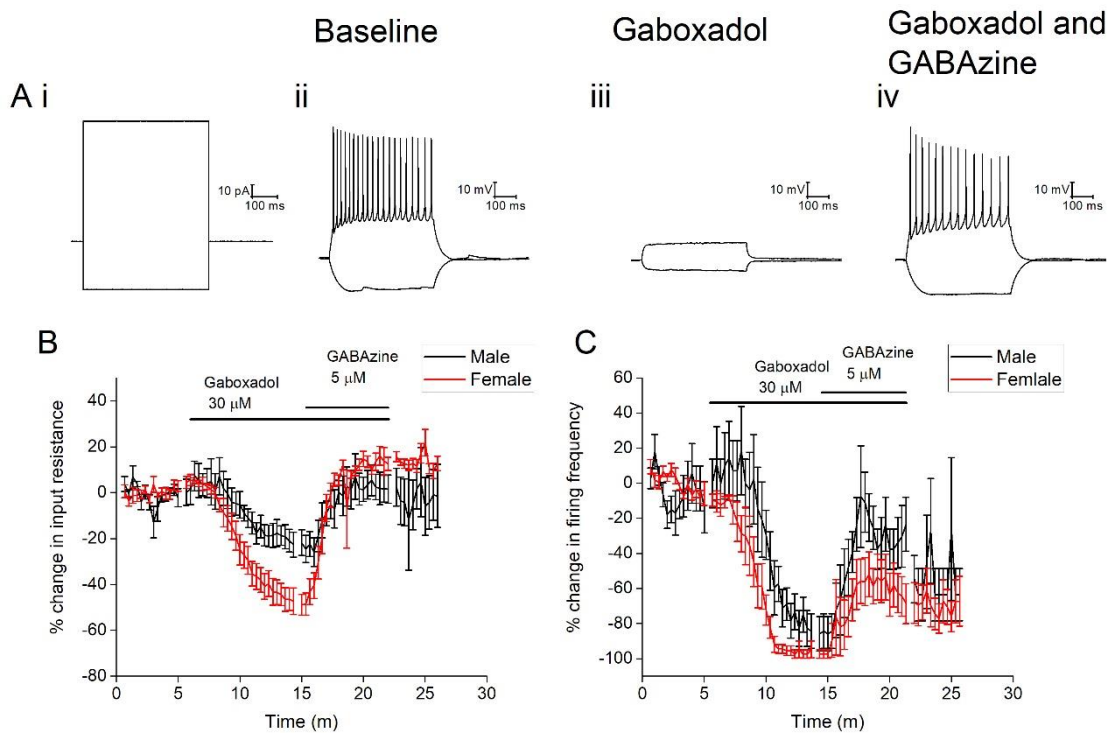 Baseline
Gaboxadol
Gaboxadol and
GABAzine
A i
ii
iii
iv
10 pA
100 ms
10 mV
100 ms
10 mV
100 ms
10 mV
100 ms
B
GABAzine
5 μM
Gaboxadol
30 μM
Male
Female
% change in input resistance
40
20
0
-20
-40
-60
-80
0
5
10
15
20
25
30
Time (m)
C
GABAzine
5 μM
Gaboxadol
30 μM
Male
Femlale
% change in firing frequency
60
40
20
0
-20
-40
-60
-80
-100
0
5
10
15
20
25
30
Time (m)